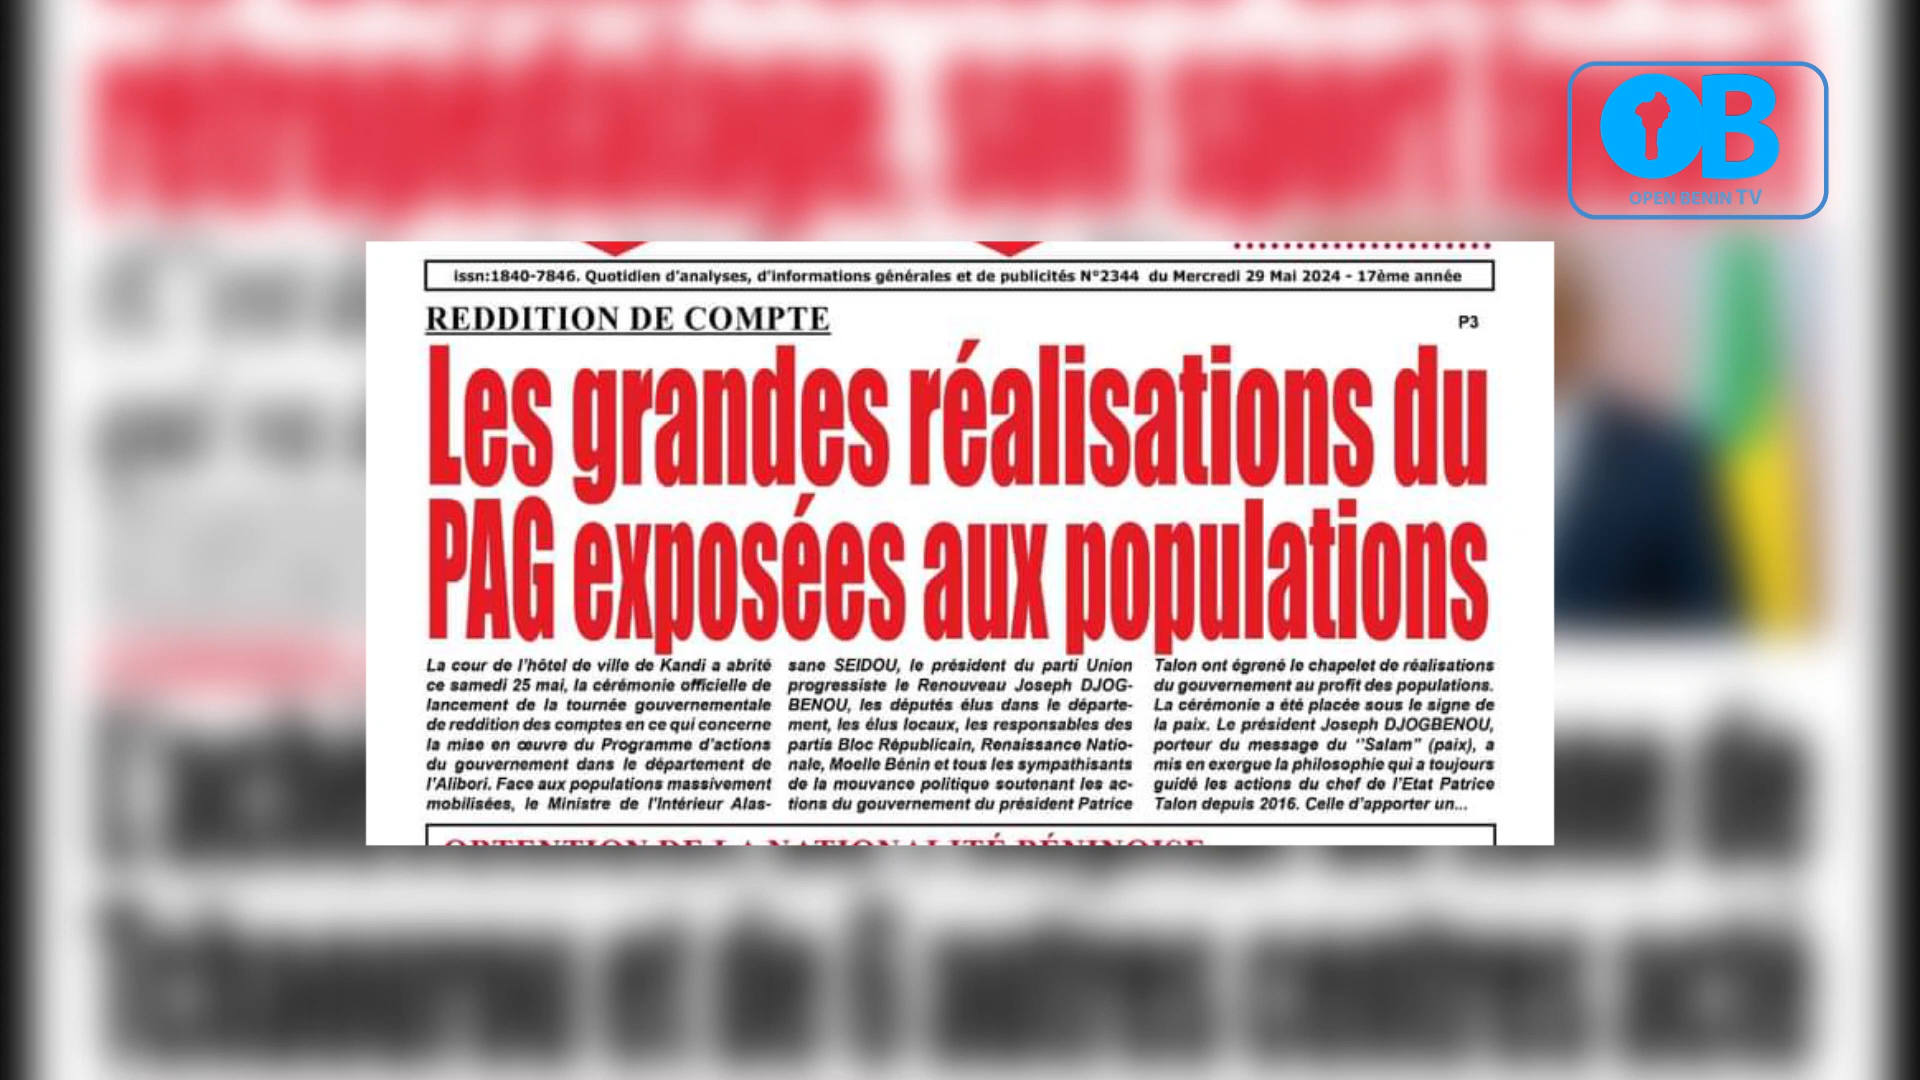 OB
OPEN BENIN TV
issn:1840-7846. Quotidien d'analyses, d'informations générales et de publicités N°2344 du Mercredi 29 Mai 2024 - 17ème année
REDDITION DE COMPTE
P3
Les grandes réalisations du
PAG exposées aux populations
La cour de l'hôtel de ville de Kandi a abrité
ce samedi 25 mai, la cérémonie officielle de
lancement de la tournée gouvernementale
de reddition des comptes en ce qui concerne
la mise en œuvre du Programme d'actions
du gouvernement dans le département de
l'Alibori. Face aux populations massivement
mobilisées, le Ministre de l'Intérieur Alas-
sane SEIDOU, le président du parti Union
progressiste le Renouveau Joseph DJOG-
BENOU, les députés élus dans le départe-
ment, les élus locaux, les responsables des
partis Bloc Républicain, Renaissance Natio-
nale, Moelle Bénin et tous les sympathisants
de la mouvance politique soutenant les ac-
tions du gouvernement du président Patrice
Talon ont égrené le chapelet de réalisations
du gouvernement au profit des populations.
La cérémonie a été placée sous le signe de
la paix. Le président Joseph DJOGBENOU,
porteur du message du ''Salam" (paix), a
mis en exergue la philosophie qui a toujours
guidé les actions du chef de l'Etat Patrice
Talon depuis 2016. Celle d'apporter un...
OBTENTION DE LA NATIONALITÉ BÉNINOISE